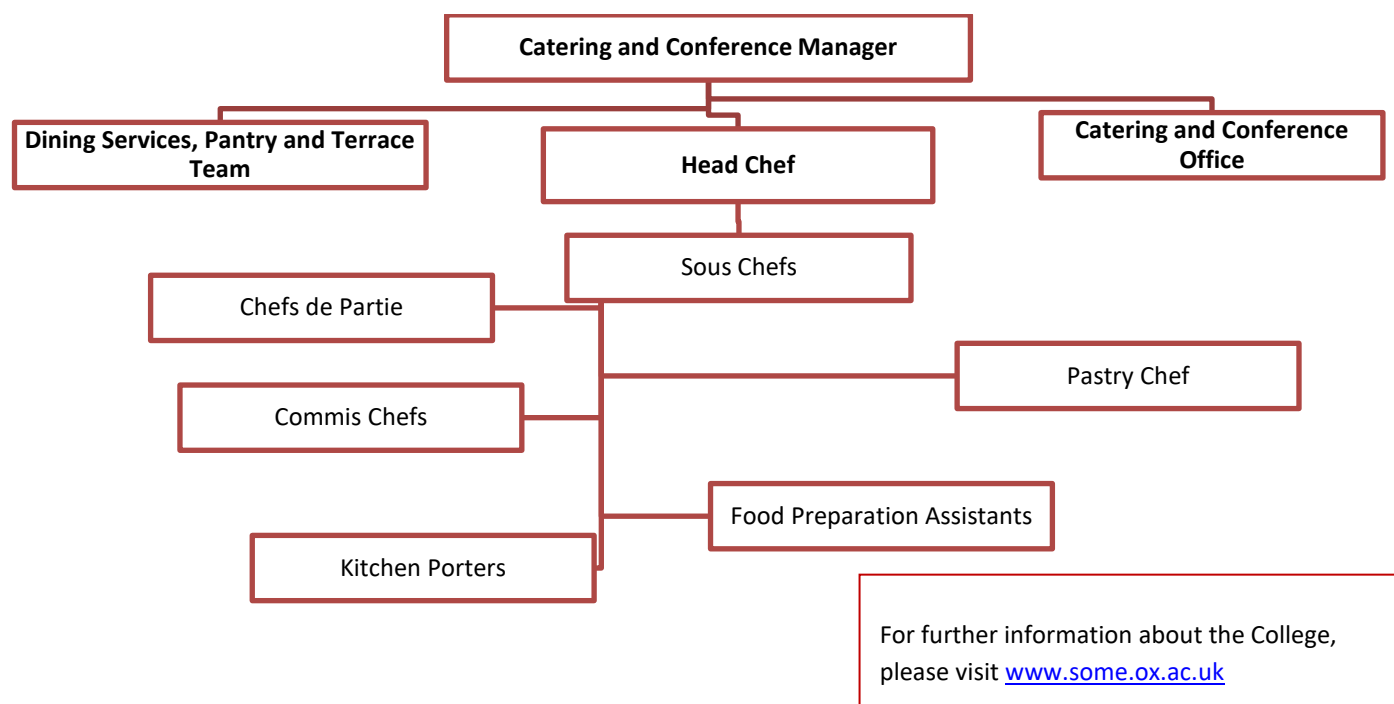 Catering and Conference Manager
Dining Services, Pantry and Terrace
Team
Head Chef
Catering and Conference
Office
Sous Chefs
Chefs de Partie
Pastry Chef
Commis Chefs
Food Preparation Assistants
Kitchen Porters
For further information about the College,
please visit www.some.ox.ac.uk